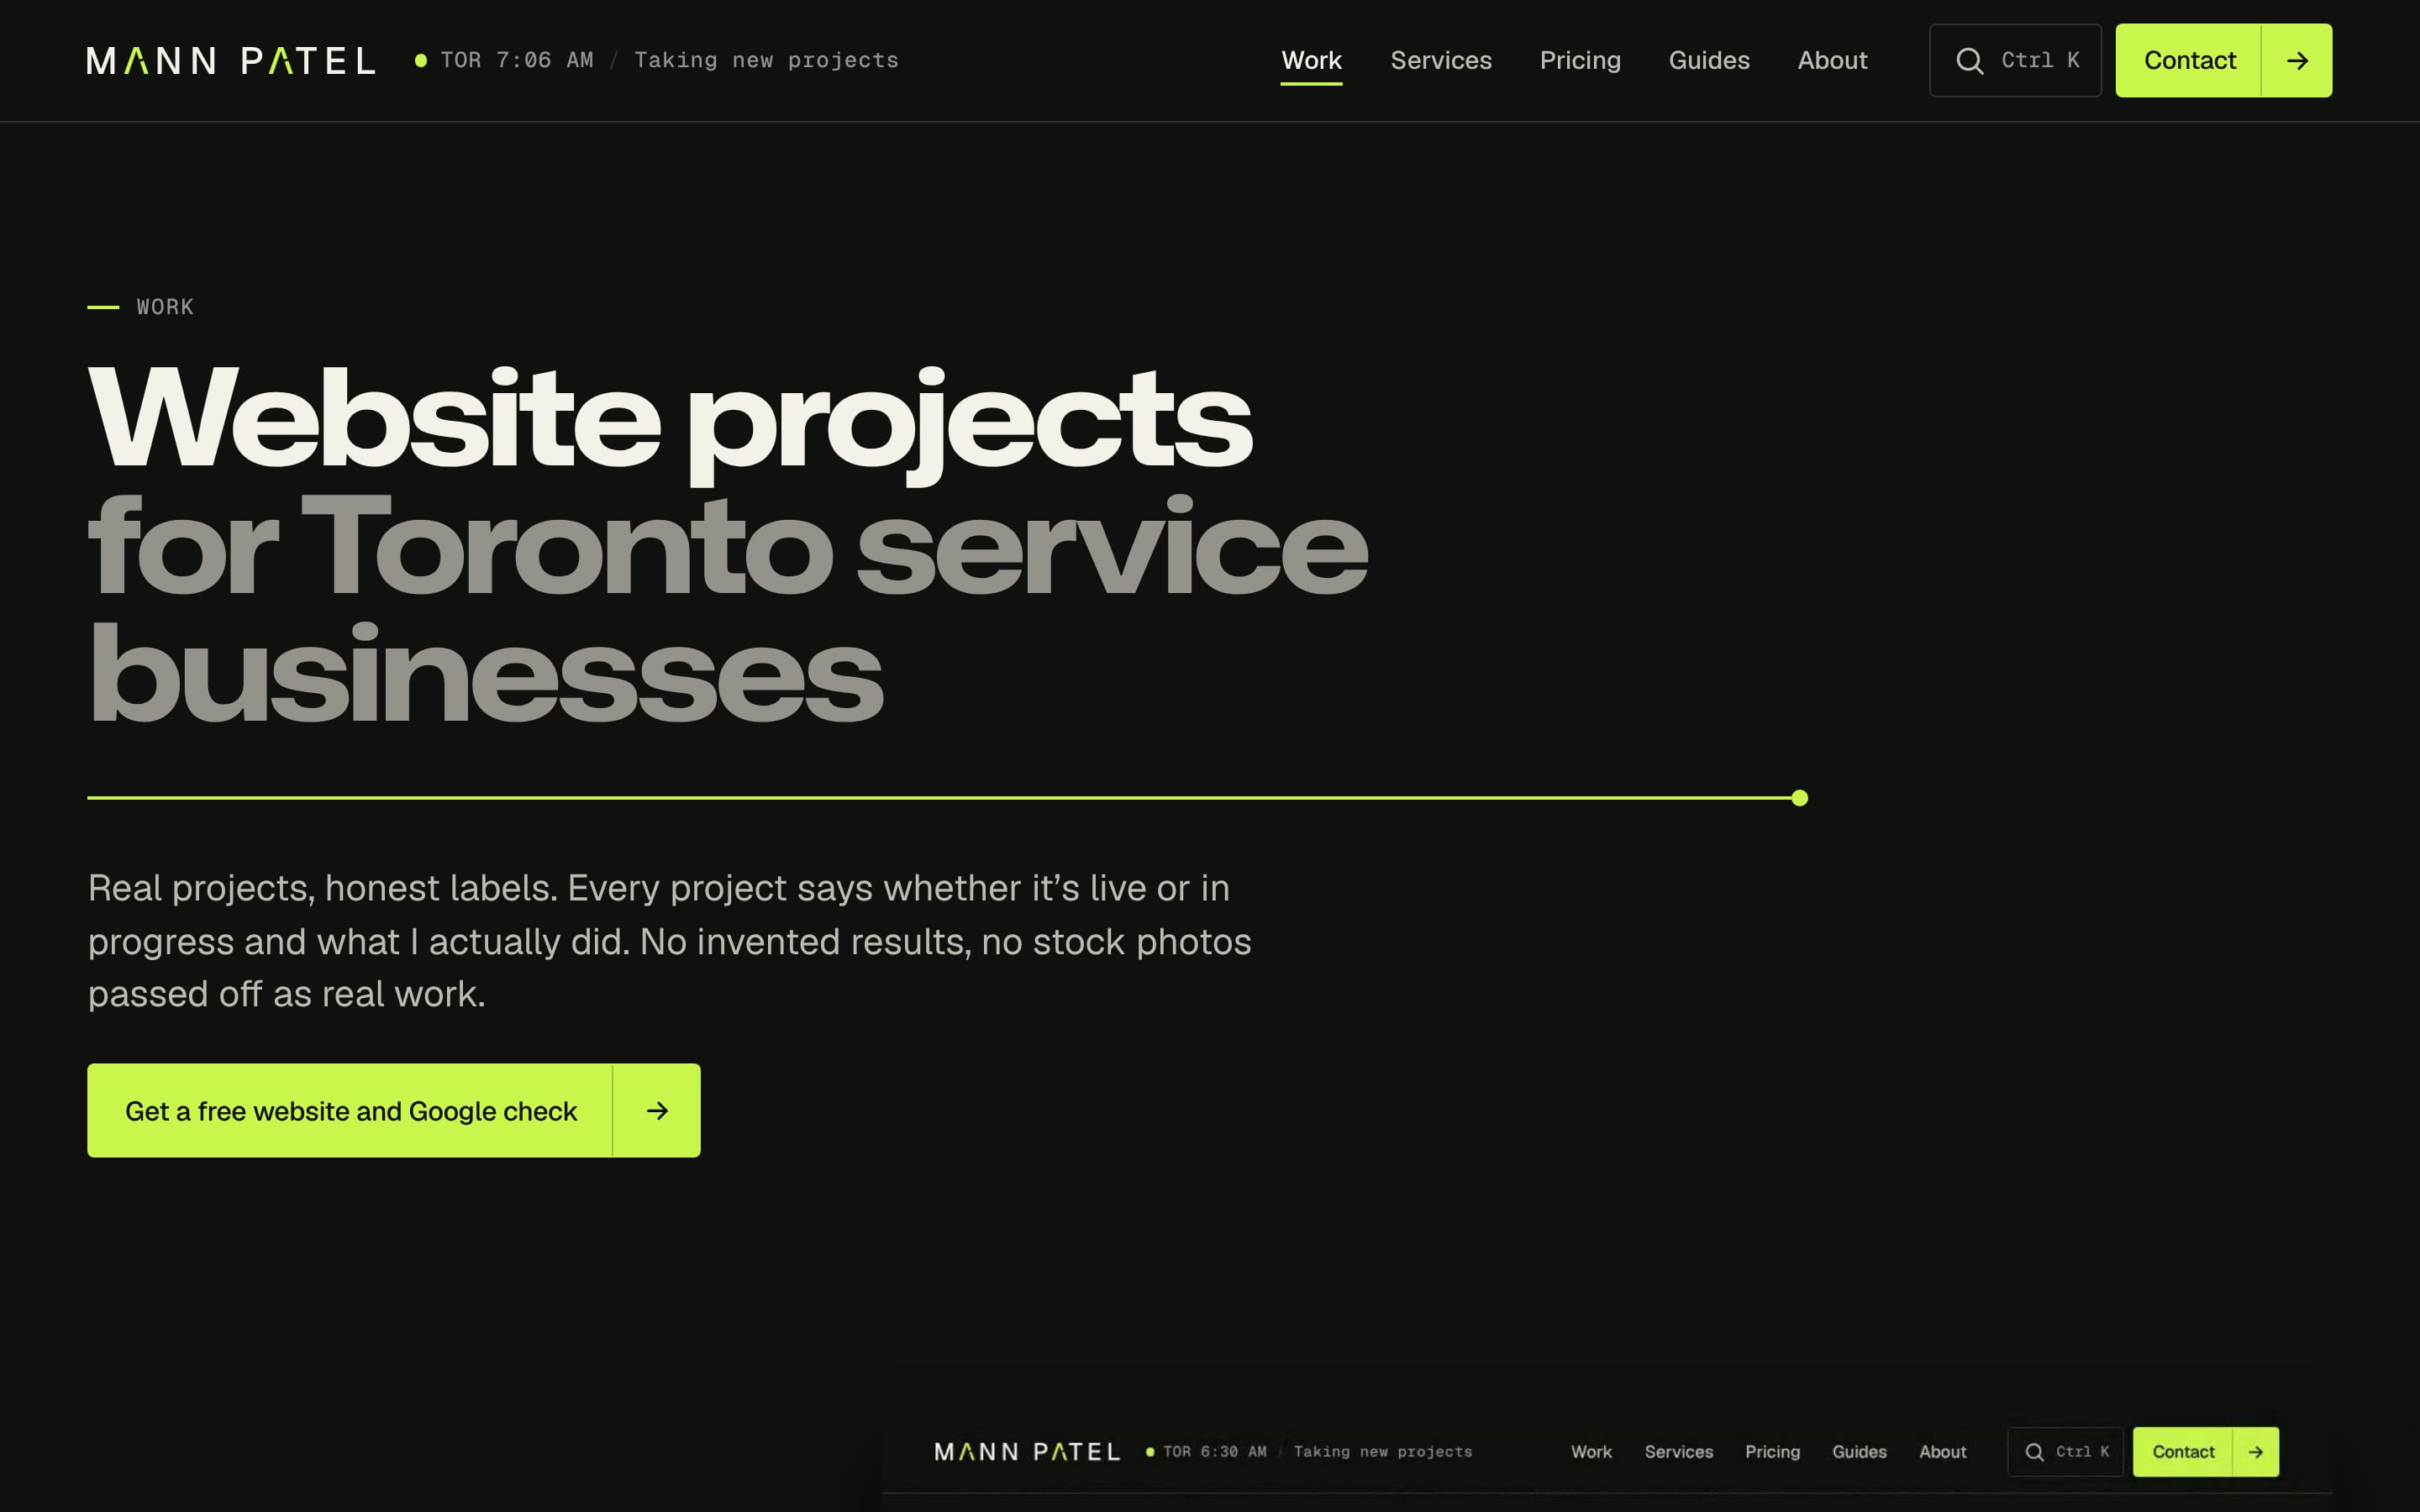 MANN PATEL
TOR 7:06 AM / Taking new projects
Work
Services
Pricing
Guides
About
Ctrl K
Contact →
WORK
Website projects
for Toronto service
businesses
Real projects, honest labels. Every project says whether it’s live or in
progress and what I actually did. No invented results, no stock photos
passed off as real work.
Get a free website and Google check →
MANN PATEL
TOR 6:30 AM / Taking new projects
Work
Services
Pricing
Guides
About
Ctrl K
Contact →